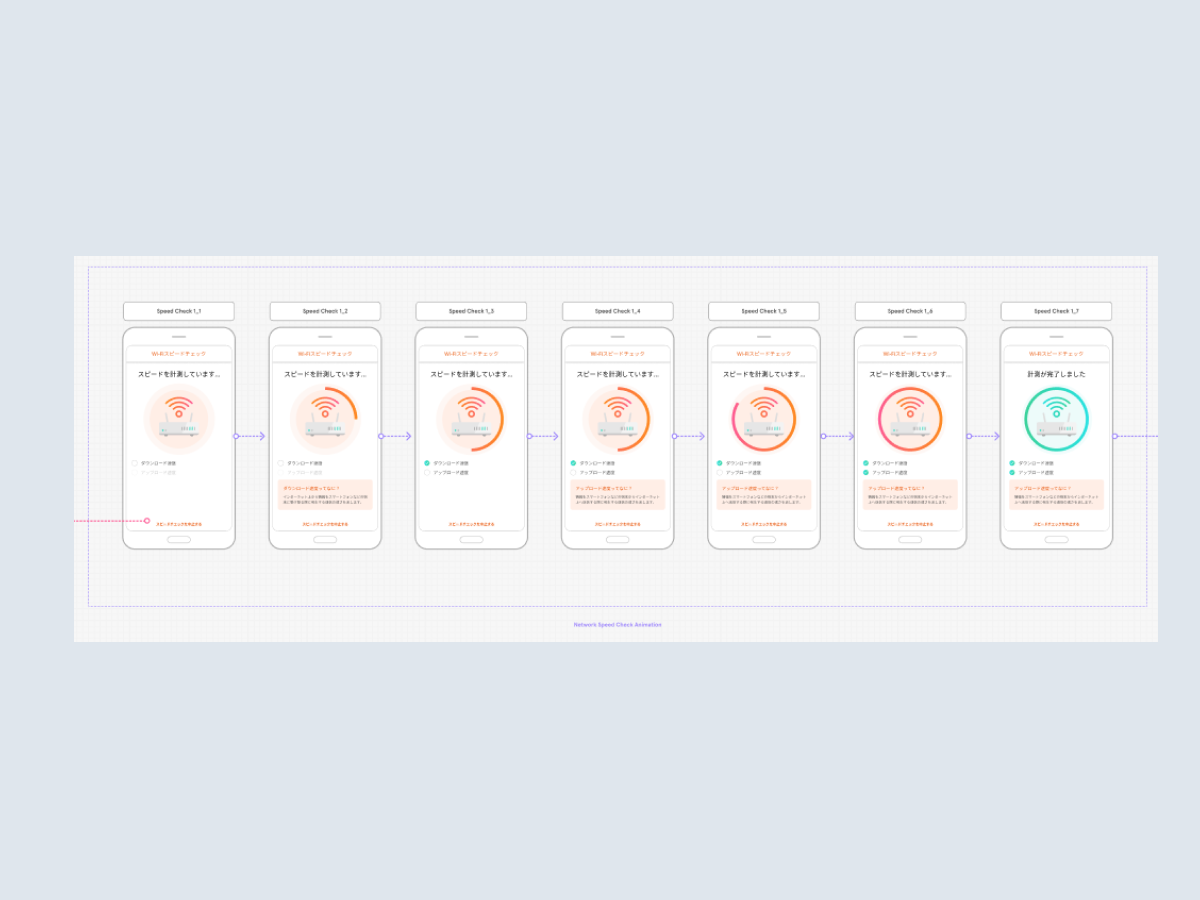 Speed Check 1_1
Speed Check 1_2
Speed Check 1_3
Speed Check 1_4
Speed Check 1_5
Speed Check 1_6
Speed Check 1_7
Wi-Fiスピードチェック
スピードを計測しています...
ダウンロード速度
アップロード速度
スピードチェックを中止する
Wi-Fiスピードチェック
スピードを計測しています...
ダウンロード速度
アップロード速度
ダウンロード速度ってなに？
スピードチェックを中止する
Wi-Fiスピードチェック
スピードを計測しています...
ダウンロード速度
アップロード速度
スピードチェックを中止する
Wi-Fiスピードチェック
スピードを計測しています...
ダウンロード速度
アップロード速度
アップロード速度ってなに？
スピードチェックを中止する
Wi-Fiスピードチェック
スピードを計測しています...
ダウンロード速度
アップロード速度
アップロード速度ってなに？
スピードチェックを中止する
Wi-Fiスピードチェック
スピードを計測しています...
ダウンロード速度
アップロード速度
アップロード速度ってなに？
スピードチェックを中止する
Wi-Fiスピードチェック
計測が完了しました
ダウンロード速度
アップロード速度
アップロード速度ってなに？
スピードチェックを中止する
Network Speed Check Animation